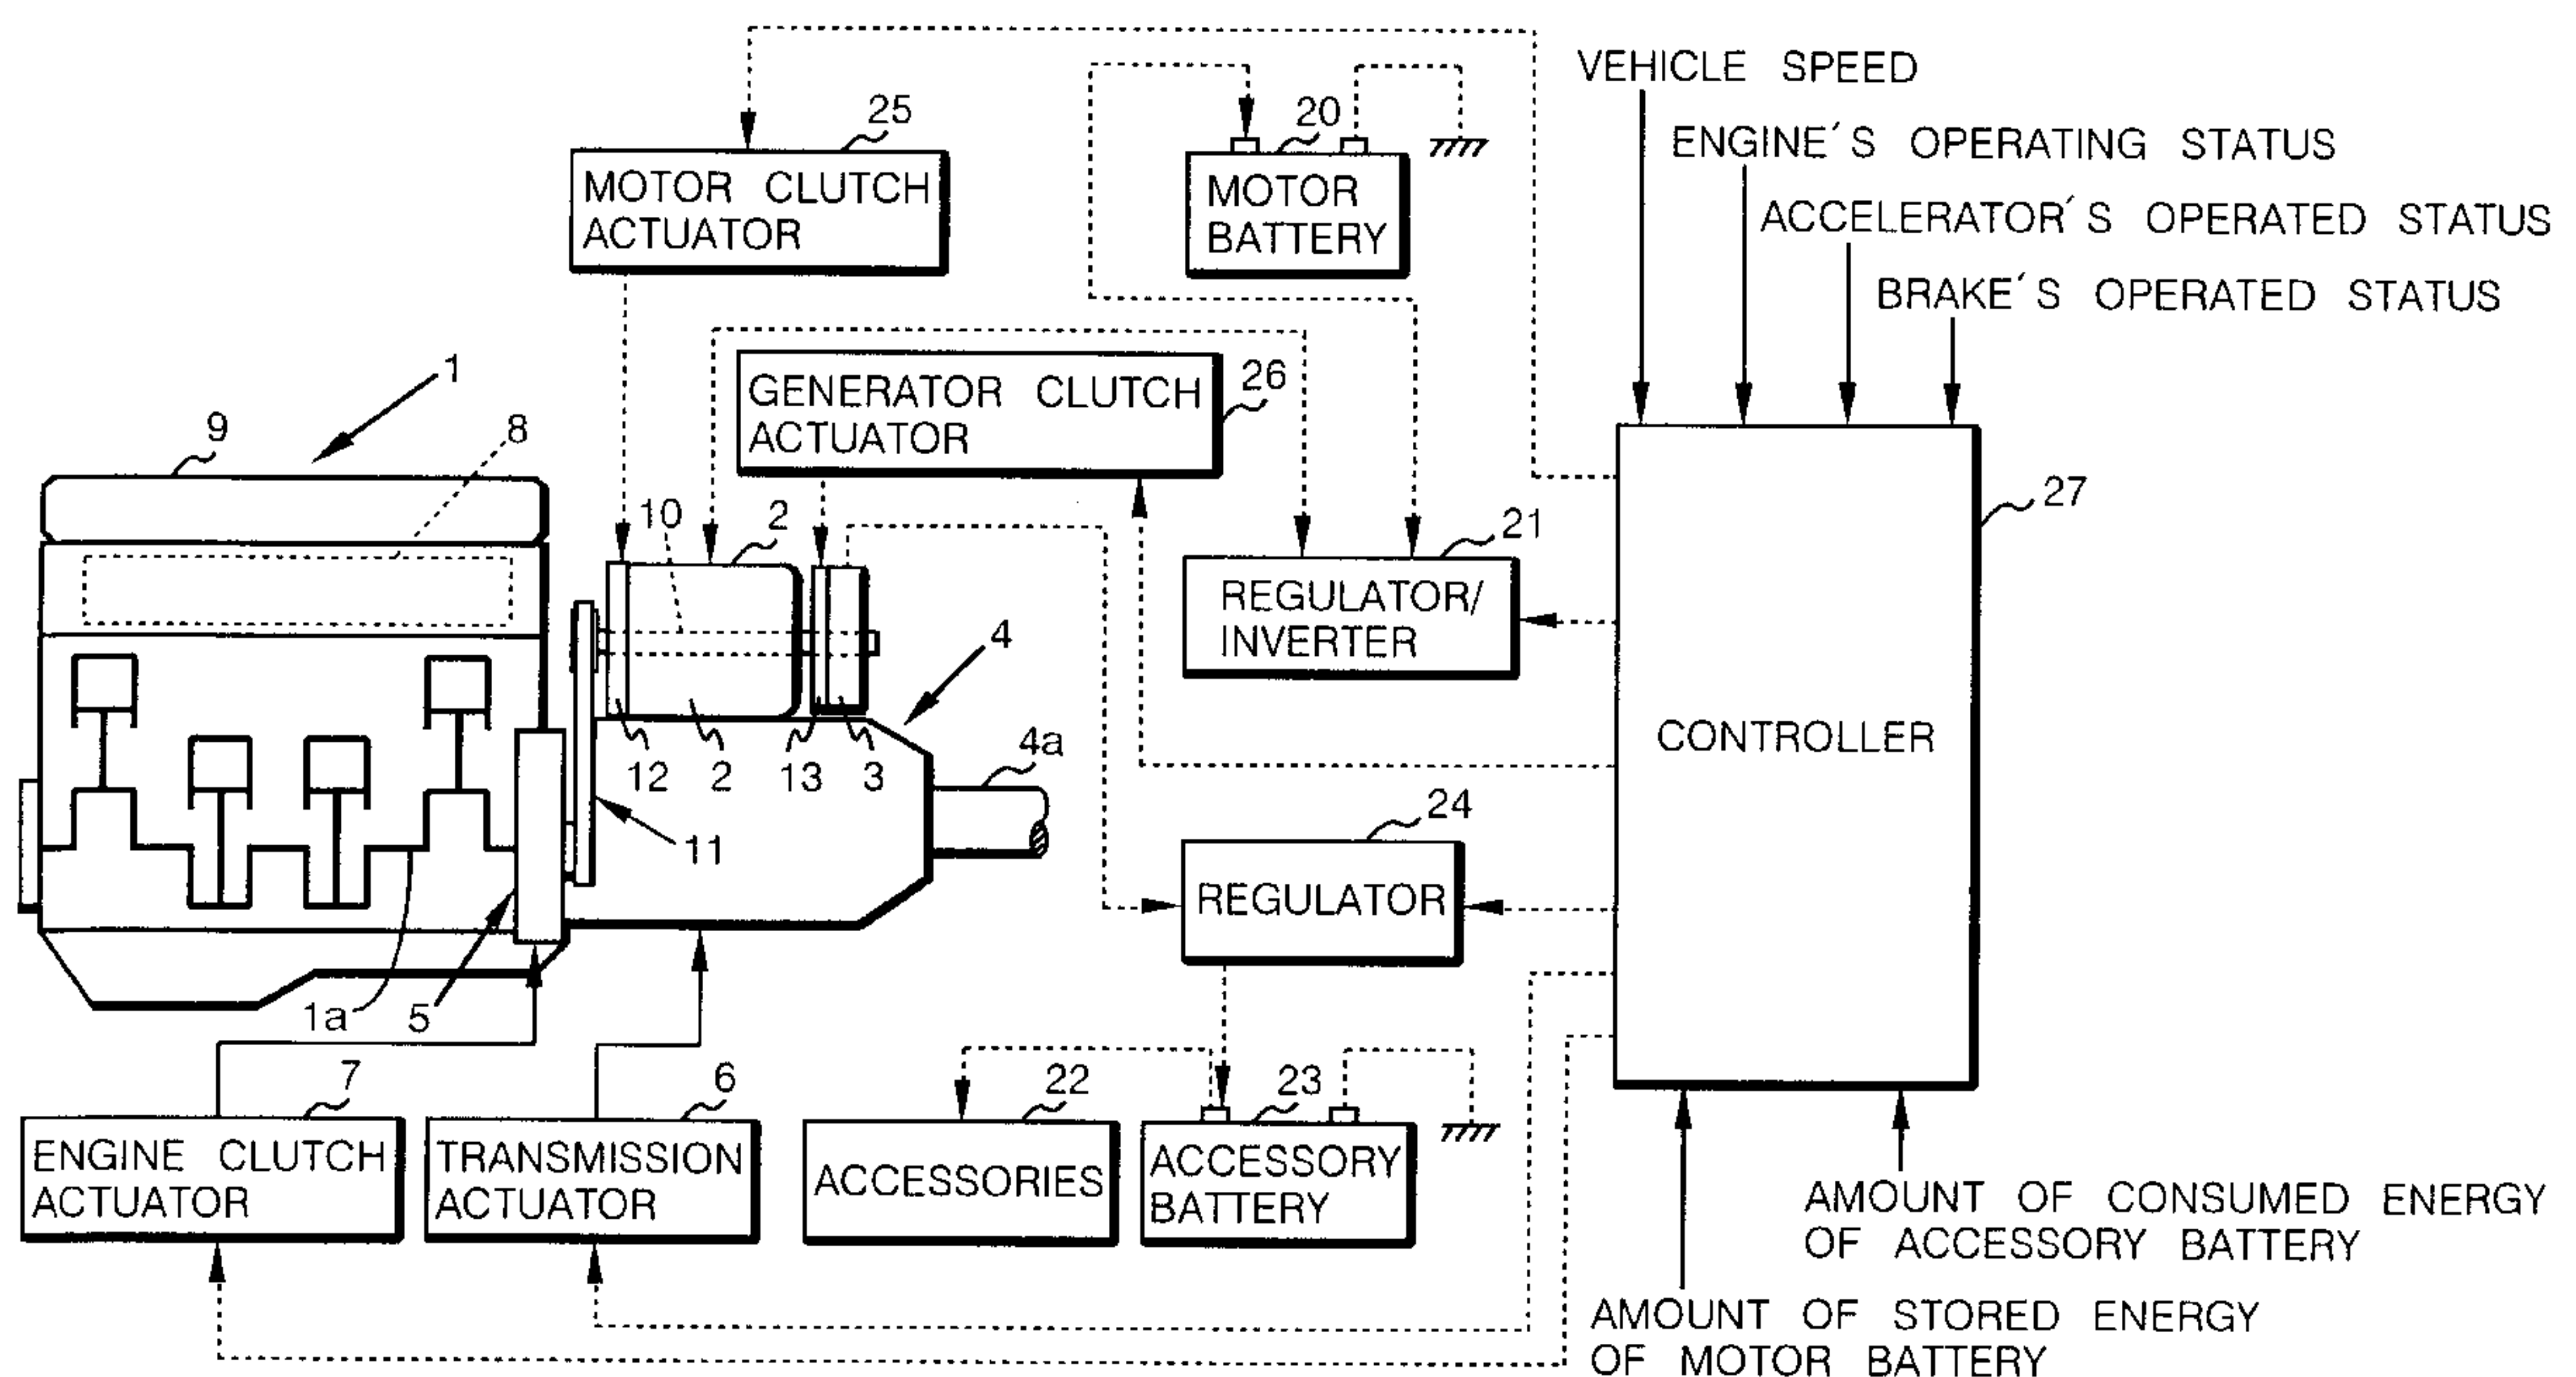 VEHICLE SPEED
ENGINE'S OPERATING STATUS
ACCELERATOR'S OPERATED STATUS
BRAKE'S OPERATED STATUS
25
MOTOR CLUTCH
ACTUATOR
20
MOTOR
BATTERY
26
GENERATOR CLUTCH
ACTUATOR
1
9
8
10
2
21
REGULATOR/
INVERTER
27
CONTROLLER
4
4a
12
2
13
3
11
24
REGULATOR
1a
5
7
ENGINE CLUTCH
ACTUATOR
6
TRANSMISSION
ACTUATOR
22
ACCESSORIES
23
ACCESSORY
BATTERY
AMOUNT OF CONSUMED ENERGY
OF ACCESSORY BATTERY
AMOUNT OF STORED ENERGY
OF MOTOR BATTERY